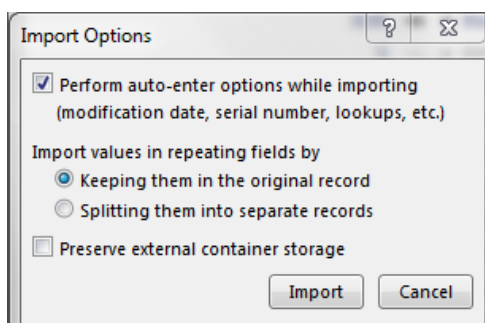 Import Options
?
Perform auto-enter options while importing
(modification date, serial number, lookups, etc.)
Import values in repeating fields by
Keeping them in the original record
Splitting them into separate records
Preserve external container storage
Import Cancel